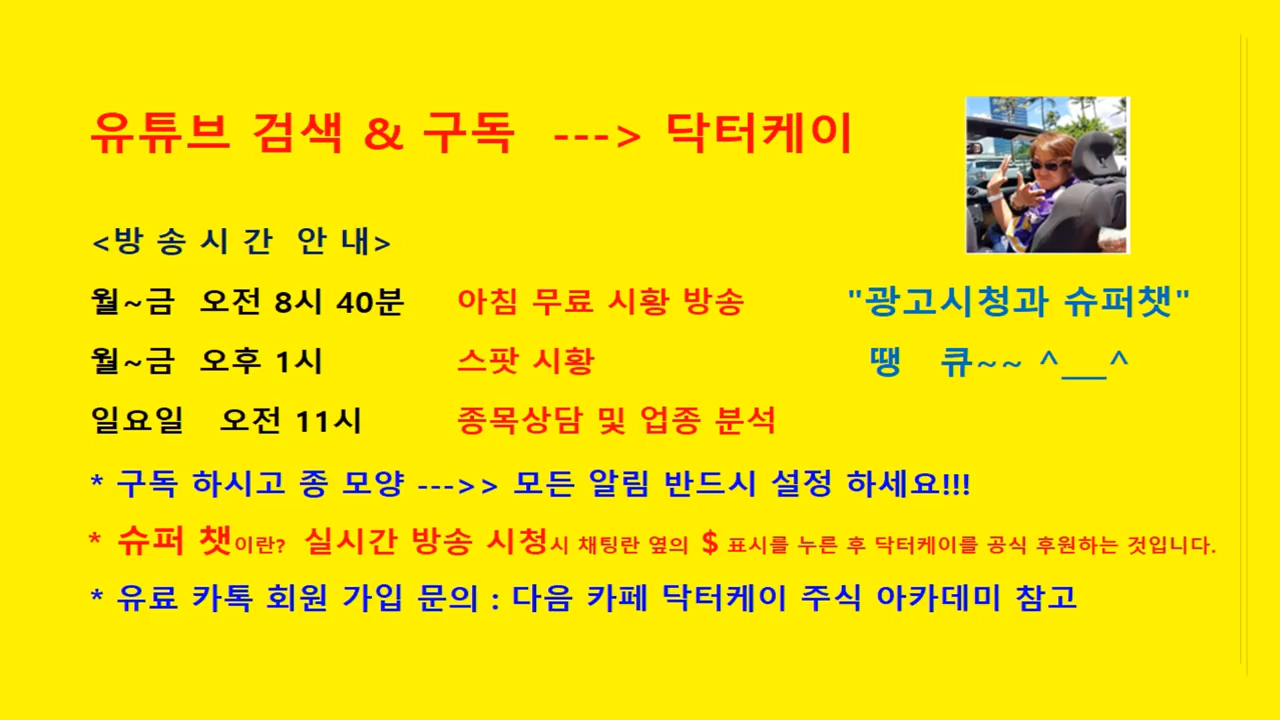 유튜브 검색 & 구독 ---> 닥터케이
<방 송 시 간 안 내>
월~금 오전 8시 40분 아침 무료 시황 방송 "광고시청과 슈퍼챗"
월~금 오후 1시 스팟 시황 땡 큐~~ ^__^
일요일 오전 11시 종목상담 및 업종 분석
* 구독 하시고 종 모양 --->> 모든 알림 반드시 설정 하세요!!!
* 슈퍼 챗이란? 실시간 방송 시청시 채팅란 옆의 $ 표시를 누른 후 닥터케이를 공식 후원하는 것입니다.
* 유료 카톡 회원 가입 문의 : 다음 카페 닥터케이 주식 아카데미 참고